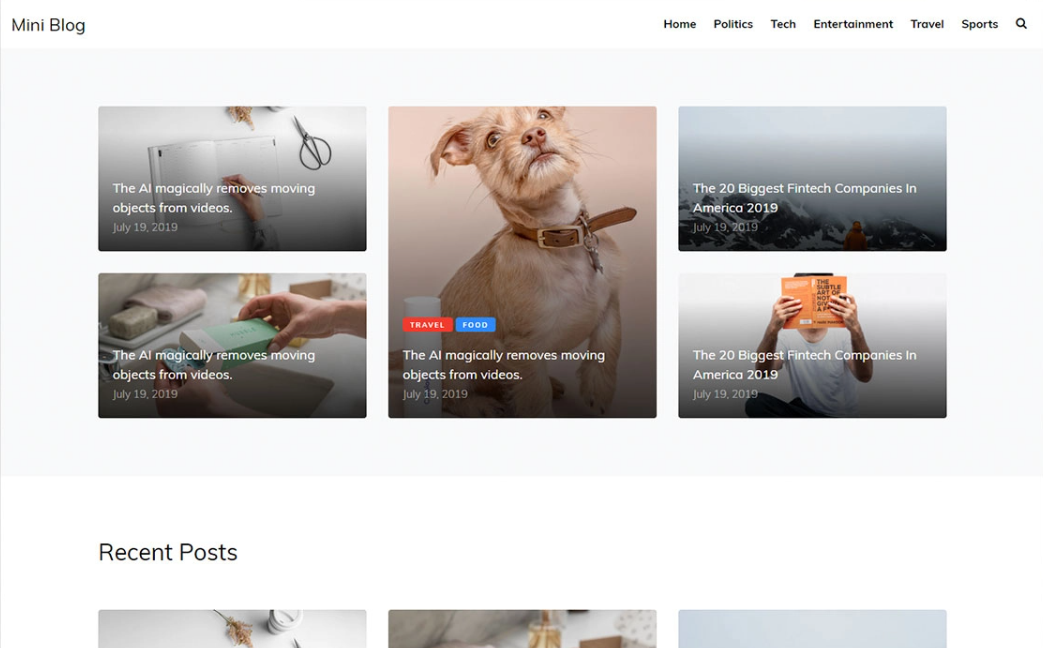 Mini Blog
Home Politics Tech Entertainment Travel Sports
The AI magically removes moving
objects from videos.
July 19, 2019
The AI magically removes moving
objects from videos.
July 19, 2019
TRAVEL FOOD
The AI magically removes moving
objects from videos.
July 19, 2019
The 20 Biggest Fintech Companies In
America 2019
July 19, 2019
THE
SUBTLE
ART OF
NOT
The 20 Biggest Fintech Companies In
America 2019
July 19, 2019
Recent Posts